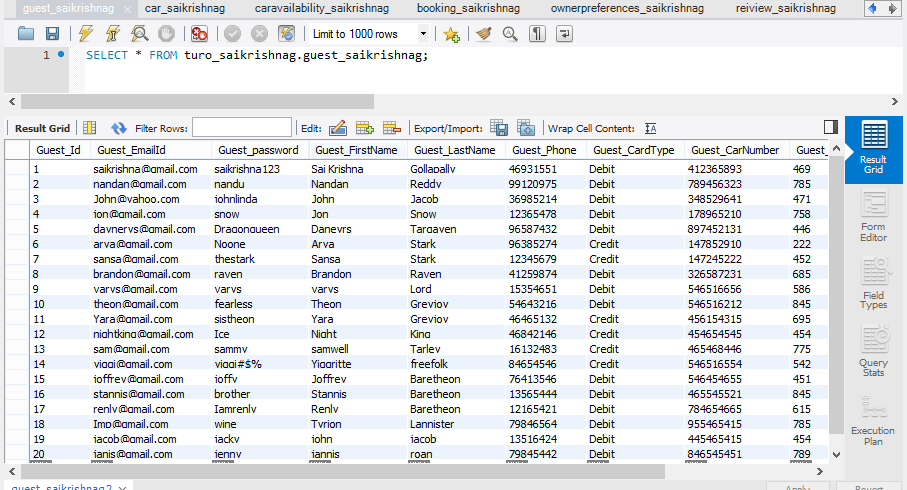 guest_saikrishnag car_saikrishnag caravailability_saikrishnag booking_saikrishnag ownerpreferences_saikrishnag reiview_saikrishnag
Limit to 1000 rows
1 SELECT * FROM turo_saikrishnag.guest_saikrishnag;
Result Grid Filter Rows: Edit: Export/Import: Wrap Cell Content:
Guest_Id Guest_EmailId Guest_password Guest_FirstName Guest_LastName Guest_Phone Guest_CardType Guest_CarNumber Guest_
1 saikrishna@gmail.com saikrishna123 Sai Krishna Gollapally 46931551 Debit 412365893 469
2 nandan@gmail.com nandu Nandan Reddy 99120975 Debit 789456323 785
3 John@yahoo.com johnlinda John Jacob 36985214 Debit 348529641 471
4 jon@gmail.com snow Jon Snow 12365478 Debit 178965210 758
5 daynerys@gmail.com Dragonqueen Daneyrs Targayen 96587432 Debit 897452131 446
6 arya@gmail.com Noone Arya Stark 96385274 Credit 147852910 222
7 sansa@gmail.com thestark Sansa Stark 12345679 Credit 147245222 452
8 brandon@gmail.com raven Brandon Raven 41259874 Debit 326587231 685
9 varys@gmail.com varys varys Lord 15354651 Debit 546516656 586
10 theon@gmail.com fearless Theon Greyjoy 54643216 Debit 546516212 845
11 Yara@gmail.com sistheon Yara Greyjoy 46465132 Credit 456154315 695
12 nightking@gmail.com Ice Night King 46842146 Credit 454654545 454
13 sam@gmail.com sammy samwell Tarley 16132483 Credit 465468446 775
14 yiggi@gmail.com yiggi#$% Yiggritte freefolk 84654546 Credit 546516554 542
15 joffrey@gmail.com joffy Joffrey Baretheon 76413546 Debit 546454655 451
16 stannis@gmail.com brother Stannis Baretheon 13565444 Debit 465545521 845
17 renly@gmail.com Iamrenly Renly Baretheon 12165421 Debit 784654665 615
18 Imp@gmail.com wine Tyrion Lannister 79846564 Debit 955465415 785
19 jacob@gmail.com jacky john jacob 13516424 Debit 445465415 454
20 janis@gmail.com jenny jiannis roan 79845442 Debit 846545451 789
Result
Grid
Form
Editor
Field
Types
Query
Stats
Execution
Plan
guest_saikrishnag2 Apply Revert